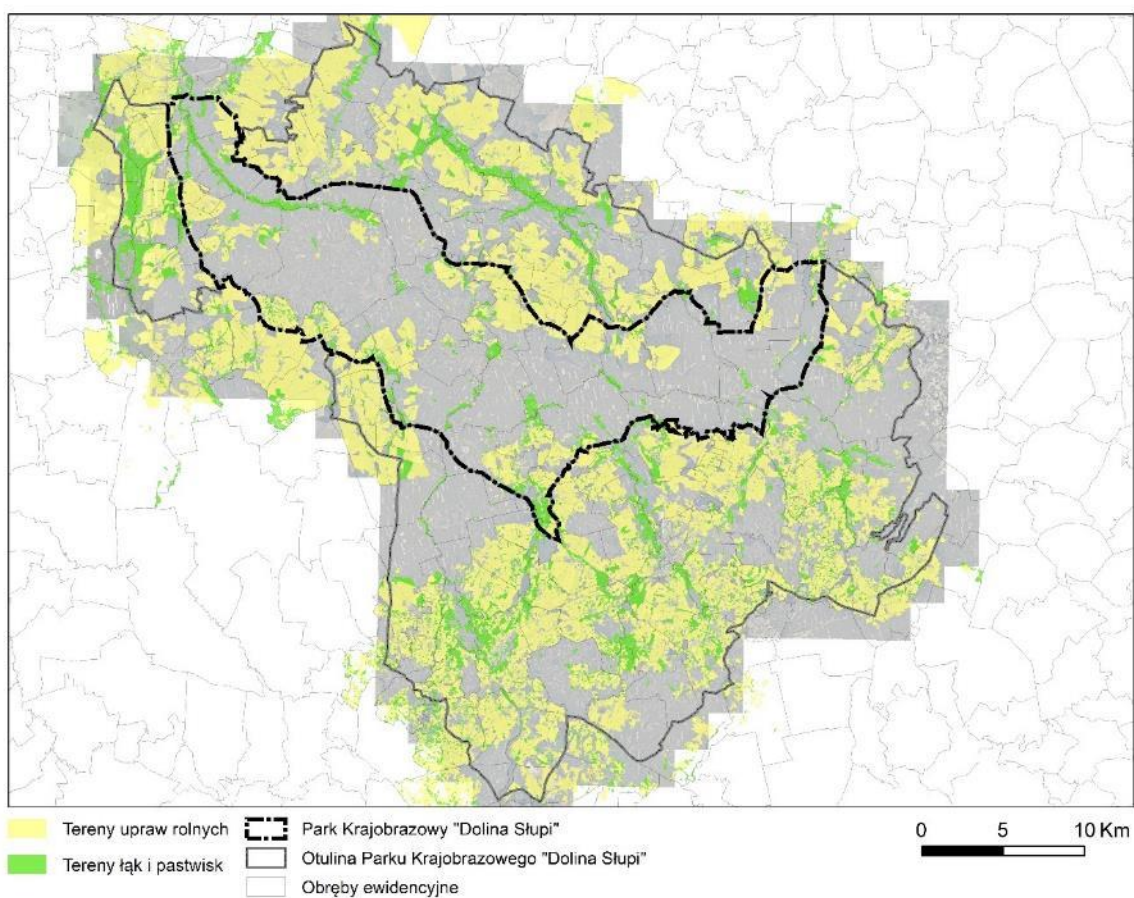 Tereny upraw rolnych
Tereny łąk i pastwisk
Park Krajobrazowy "Dolina Słupi"
Otulina Parku Krajobrazowego "Dolina Słupi"
Obręby ewidencyjne
0 5 10 Km